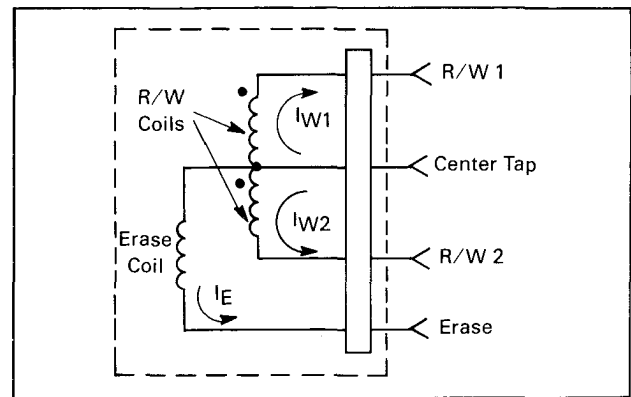 R/W 1
R/W
Coils
IW1
Center Tap
IW2
Erase
Coil
R/W 2
IE
Erase